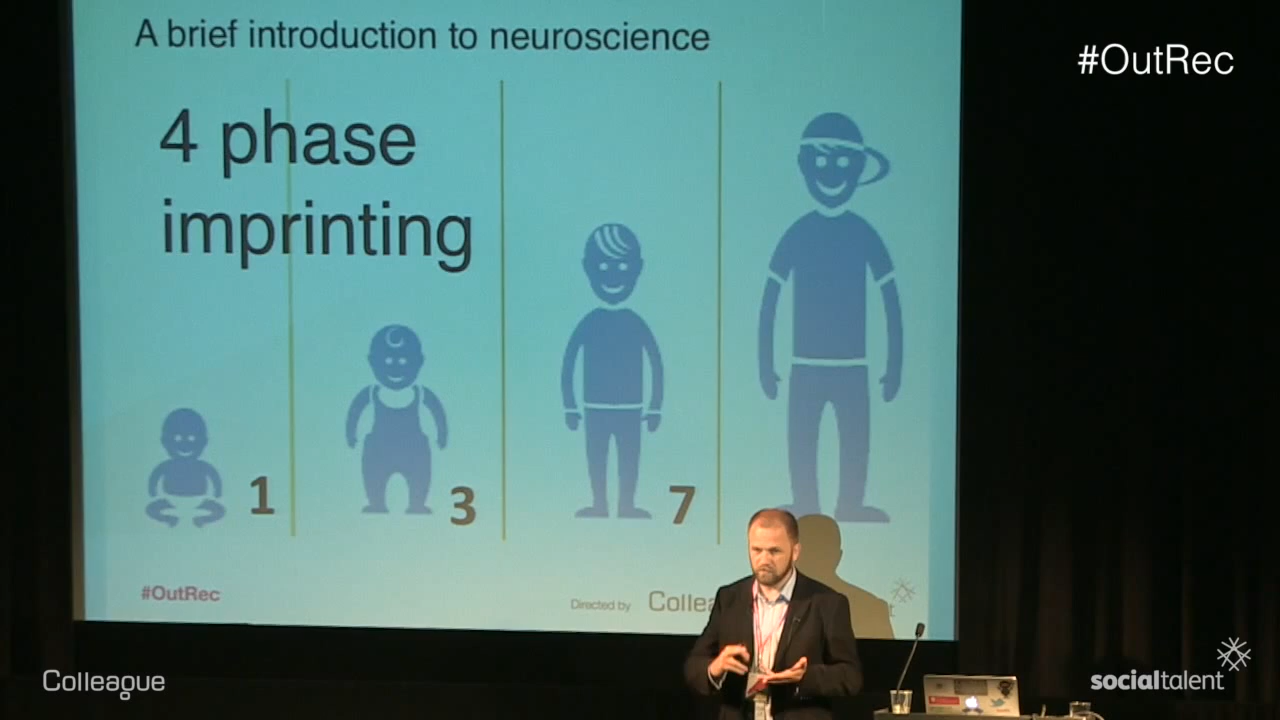 A brief introduction to neuroscience
#OutRec
4 phase
imprinting
1
3
7
#OutRec
Directed by
Colleague
socialtalent